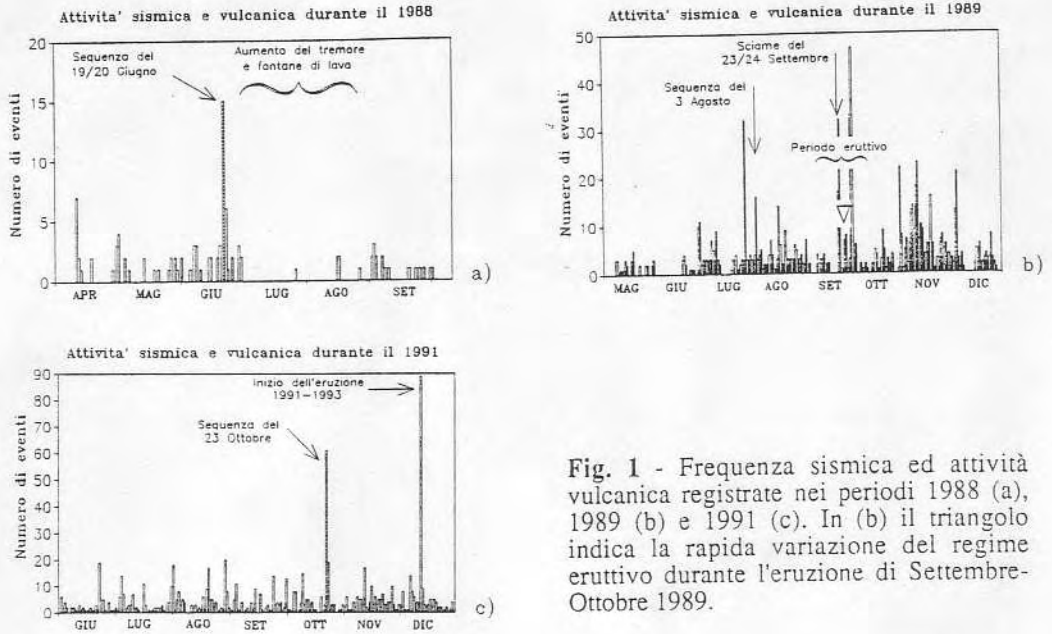 Attivita' sismica e vulcanica durante il 1988
20
15
10
5
0
Numero di eventi
Sequenza del
19/20 Giugno
Aumento del tremore
e fontane di lava
APR MAG GIU LUG AGO SET
a)
Attivita' sismica e vulcanica durante il 1989
50
40
30
20
10
0
Numero di eventi
Sciame del
23/24 Settembre
Sequenza del
3 Agosto
Periodo eruttivo
MAG GIU LUG AGO SET OTT NOV DIC
b)
Attivita' sismica e vulcanica durante il 1991
90
80
70
60
50
40
30
20
10
0
Numero di eventi
Inizio dell'eruzione
1991-1993
Sequenza del
23 Ottobre
GIU LUG AGO SET OTT NOV DIC
c)
Fig. 1 - Frequenza sismica ed attività
vulcanica registrate nei periodi 1988 (a),
1989 (b) e 1991 (c). In (b) il triangolo
indica la rapida variazione del regime
eruttivo durante l'eruzione di Settembre-
Ottobre 1989.